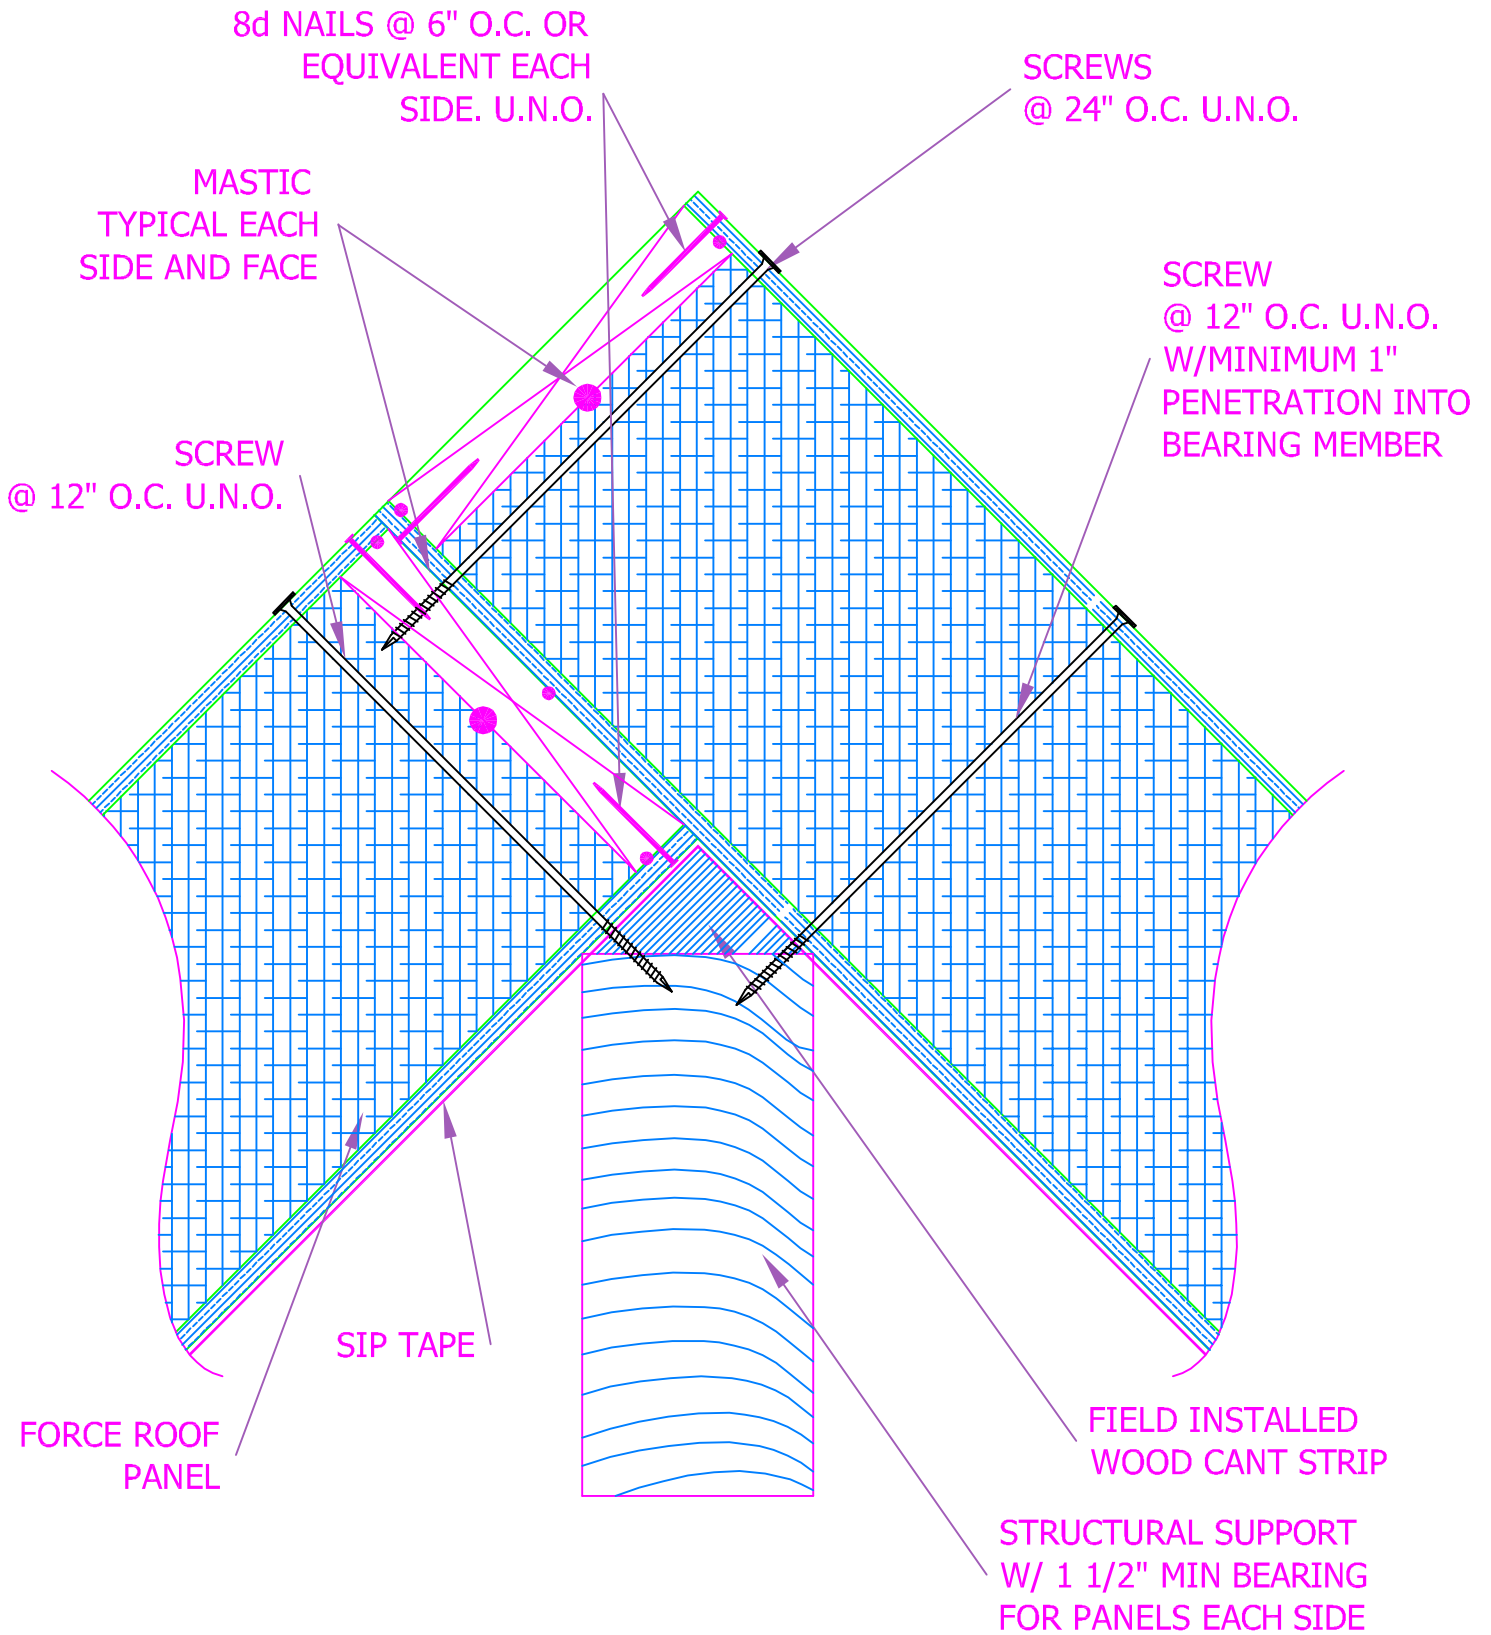 8d NAILS @ 6" O.C. OR
EQUIVALENT EACH
SIDE. U.N.O.
SCREWS
@ 24" O.C. U.N.O.
MASTIC
TYPICAL EACH
SIDE AND FACE
SCREW
@ 12" O.C. U.N.O.
W/MINIMUM 1"
PENETRATION INTO
BEARING MEMBER
SCREW
@ 12" O.C. U.N.O.
SIP TAPE
FORCE ROOF
PANEL
FIELD INSTALLED
WOOD CANT STRIP
STRUCTURAL SUPPORT
W/ 1 1/2" MIN BEARING
FOR PANELS EACH SIDE